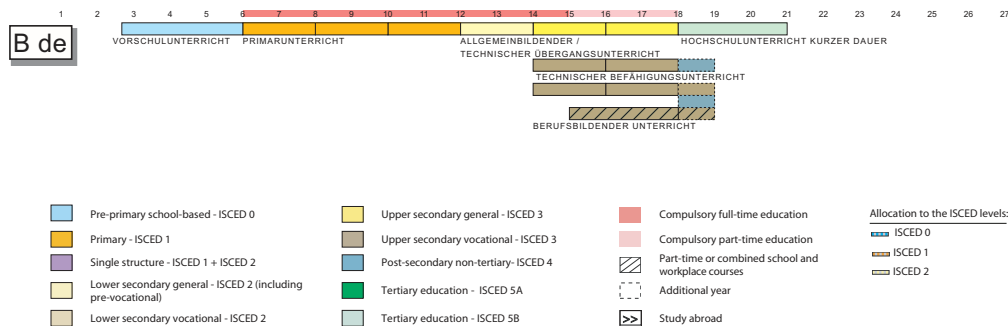 1 2 3 4 5 6 7 8 9 10 11 12 13 14 15 16 17 18 19 20 21 22 23 24 25 26 27
B de
VORSCHULUNTERRICHT PRIMARUNTERRICHT ALLGEMEINBILDENDER / HOCHSCHULUNTERRICHT KURZER DAUER
TECHNISCHER ÜBERGANGSUNTERRICHT
TECHNISCHER BEFÄHIGUNGSUNTERRICHT
BERUFSBILDENDER UNTERRICHT
Pre-primary school-based - ISCED 0
Primary - ISCED 1
Single structure - ISCED 1 + ISCED 2
Lower secondary general - ISCED 2 (including
pre-vocational)
Lower secondary vocational - ISCED 2
Upper secondary general - ISCED 3
Upper secondary vocational - ISCED 3
Post-secondary non-tertiary- ISCED 4
Tertiary education - ISCED 5A
Tertiary education - ISCED 5B
Compulsory full-time education
Compulsory part-time education
Part-time or combined school and
workplace courses
Additional year
>> Study abroad
Allocation to the ISCED levels:
ISCED 0
ISCED 1
ISCED 2